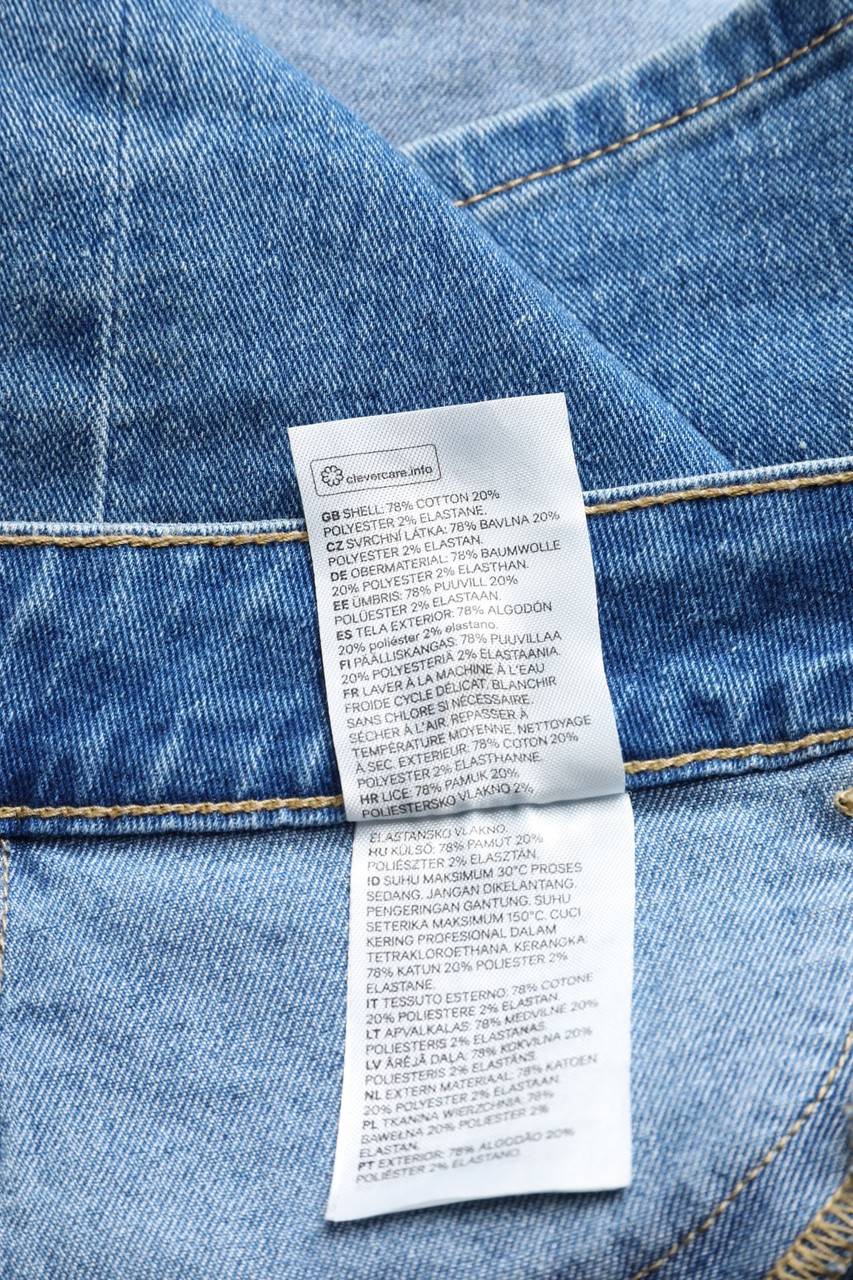 clevercare.info
GB SHELL: 78% COTTON 20%
POLYESTER 2% ELASTANE.
CZ SVRCHNÍ LÁTKA: 78% BAVLNA 20%
POLYESTER 2% ELASTAN.
DE OBERMATERIAL: 78% BAUMWOLLE
20% POLYESTER 2% ELASTHAN.
EE ÜMBRIS: 78% PUUVILL 20%
POLÜESTER 2% ELASTAAN.
ES TELA EXTERIOR: 78% ALGODÓN
20% poliéster 2% elastano.
FI PÄÄLLISKANGAS: 78% PUUVILLAA
20% POLYESTERIÄ 2% ELASTAANIA.
FR LAVER À LA MACHINE À L'EAU
FROIDE CYCLE DÉLICAT, BLANCHIR
SANS CHLORE SI NÉCESSAIRE.
SÉCHER À L'AIR. REPASSER À
TEMPÉRATURE MOYENNE, NETTOYAGE
À SEC. EXTERIEUR: 78% COTON 20%
POLYESTER 2% ELASTHANNE.
HR LICE: 78% PAMUK 20%
POLIESTERSKO VLAKNO 2%
ELASTANSKO VLAKNO.
HU KÜLSŐ: 78% PAMUT 20%
POLIÉSZTER 2% ELASZTÁN.
ID SUHU MAKSIMUM 30°C PROSES
SEDANG. JANGAN DIKELANTANG.
PENGERINGAN GANTUNG. SUHU
SETERIKA MAKSIMUM 150°C. CUCI
KERING PROFESIONAL DALAM
TETRAKLOROETHANA. KERANGKA:
78% KATUN 20% POLIESTER 2%
ELASTANE.
IT TESSUTO ESTERNO: 78% COTONE
20% POLIESTERE 2% ELASTAN.
LT APVALKALAS: 78% MEDVILNĖ 20%
POLIESTERIS 2% ELASTANAS.
LV ĀRĒJĀ DAĻA: 78% KOKVILNA 20%
POLIESTERIS 2% ELASTĀNS.
NL EXTERN MATERIAAL: 78% KATOEN
20% POLYESTER 2% ELASTAAN.
PL TKANINA WIERZCHNIA: 78%
BAWEŁNA 20% POLIESTER 2%
ELASTAN.
PT EXTERIOR: 78% ALGODÃO 20%
POLIÉSTER 2% ELASTANO.